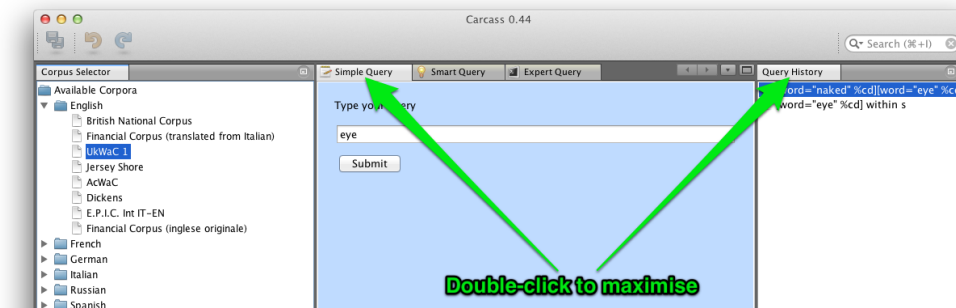 Carcass 0.44
Search (⌘+I)
Corpus Selector
Simple Query
Smart Query
Expert Query
Query History
Available Corpora
English
British National Corpus
Financial Corpus (translated from Italian)
UkWaC 1
Jersey Shore
AcWaC
Dickens
E.P.I.C. Int IT-EN
Financial Corpus (inglese originale)
French
German
Italian
Russian
Spanish
Type your
eye
Submit
word="naked" %cd][word="eye" %cd
word="eye" %cd] within s
Double-click to maximise